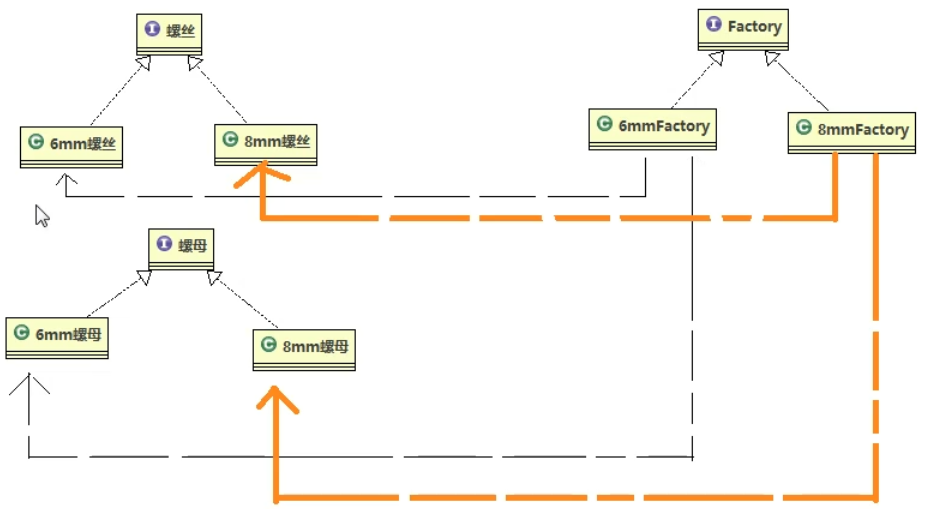 I 螺丝
I Factory
C 6mm螺丝
C 8mm螺丝
C 6mmFactory
C 8mmFactory
I 螺母
C 6mm螺母
C 8mm螺母